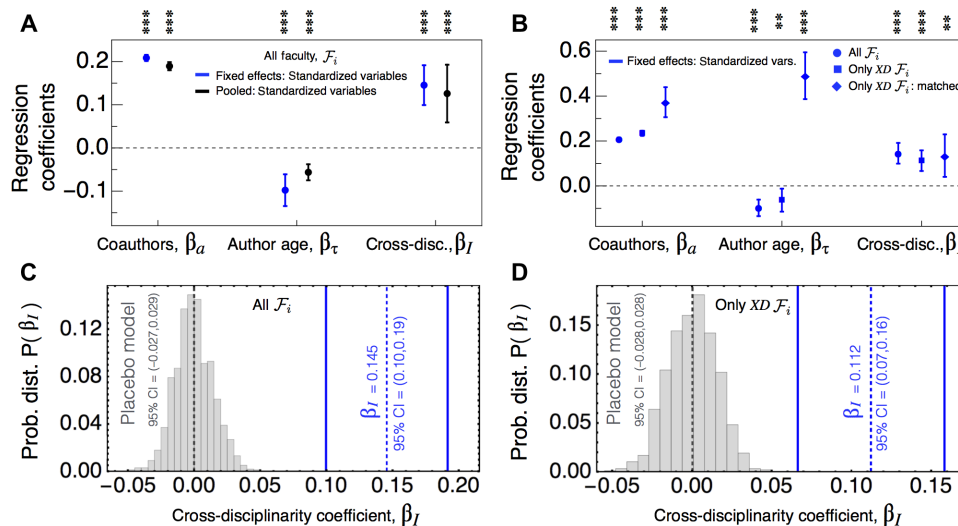 A
*** *** *** *** *** ***
All faculty, ℱi
Fixed effects: Standardized variables
Pooled: Standardized variables
Regression
coefficients
0.2
0.1
0.0
-0.1
Coauthors, βa
Author age, βτ
Cross-disc., βI
B
*** *** *** *** ** *** *** *** **
Fixed effects: Standardized vars.
All ℱi
Only XD ℱi
Only XD ℱi: matched
Regression
coefficients
0.6
0.4
0.2
0.0
Coauthors, βa
Author age, βτ
Cross-disc., βI
C
Placebo model
95% CI = (-0.027,0.029)
All ℱi
βI = 0.145
95% CI = (0.10,0.19)
Prob. dist. P( βI )
0.12
0.08
0.04
0.00
-0.05 0.00 0.05 0.10 0.15 0.20
Cross-disciplinarity coefficient, βI
D
Placebo model
95% CI = (-0.028,0.028)
Only XD ℱi
βI = 0.112
95% CI = (0.07,0.16)
Prob. dist. P( βI )
0.15
0.10
0.05
0.00
-0.05 0.00 0.05 0.10 0.15
Cross-disciplinarity coefficient, βI